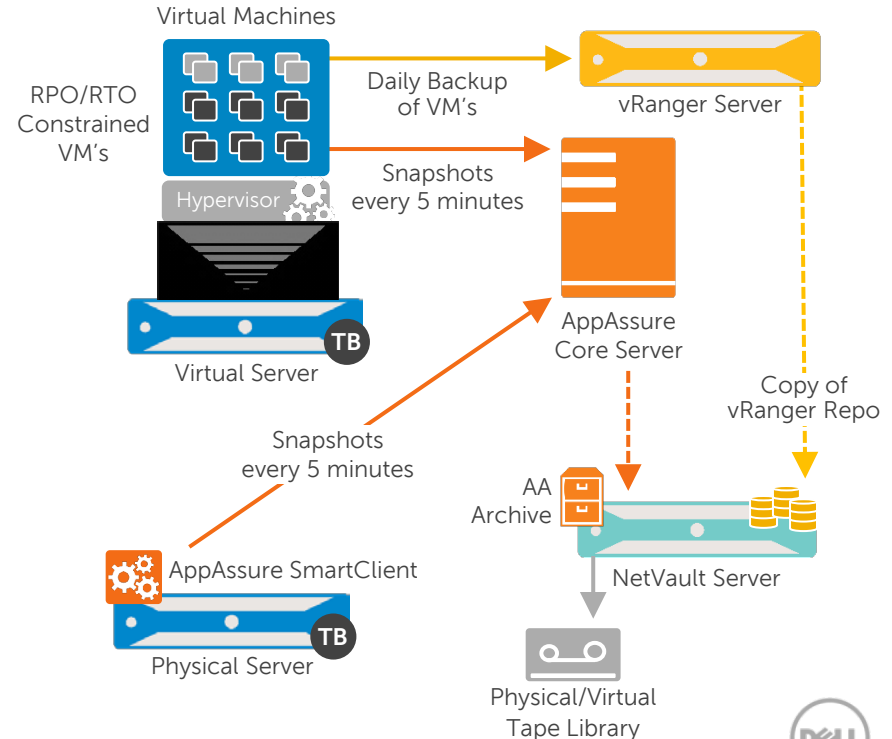 Virtual Machines
RPO/RTO
Constrained
VM's
Daily Backup
of VM's
vRanger Server
Snapshots
every 5 minutes
Hypervisor
AppAssure
Core Server
TB
Virtual Server
Copy of
vRanger Repo
Snapshots
every 5 minutes
AA
Archive
NetVault Server
AppAssure SmartClient
TB
Physical Server
Physical/Virtual
Tape Library
DELL